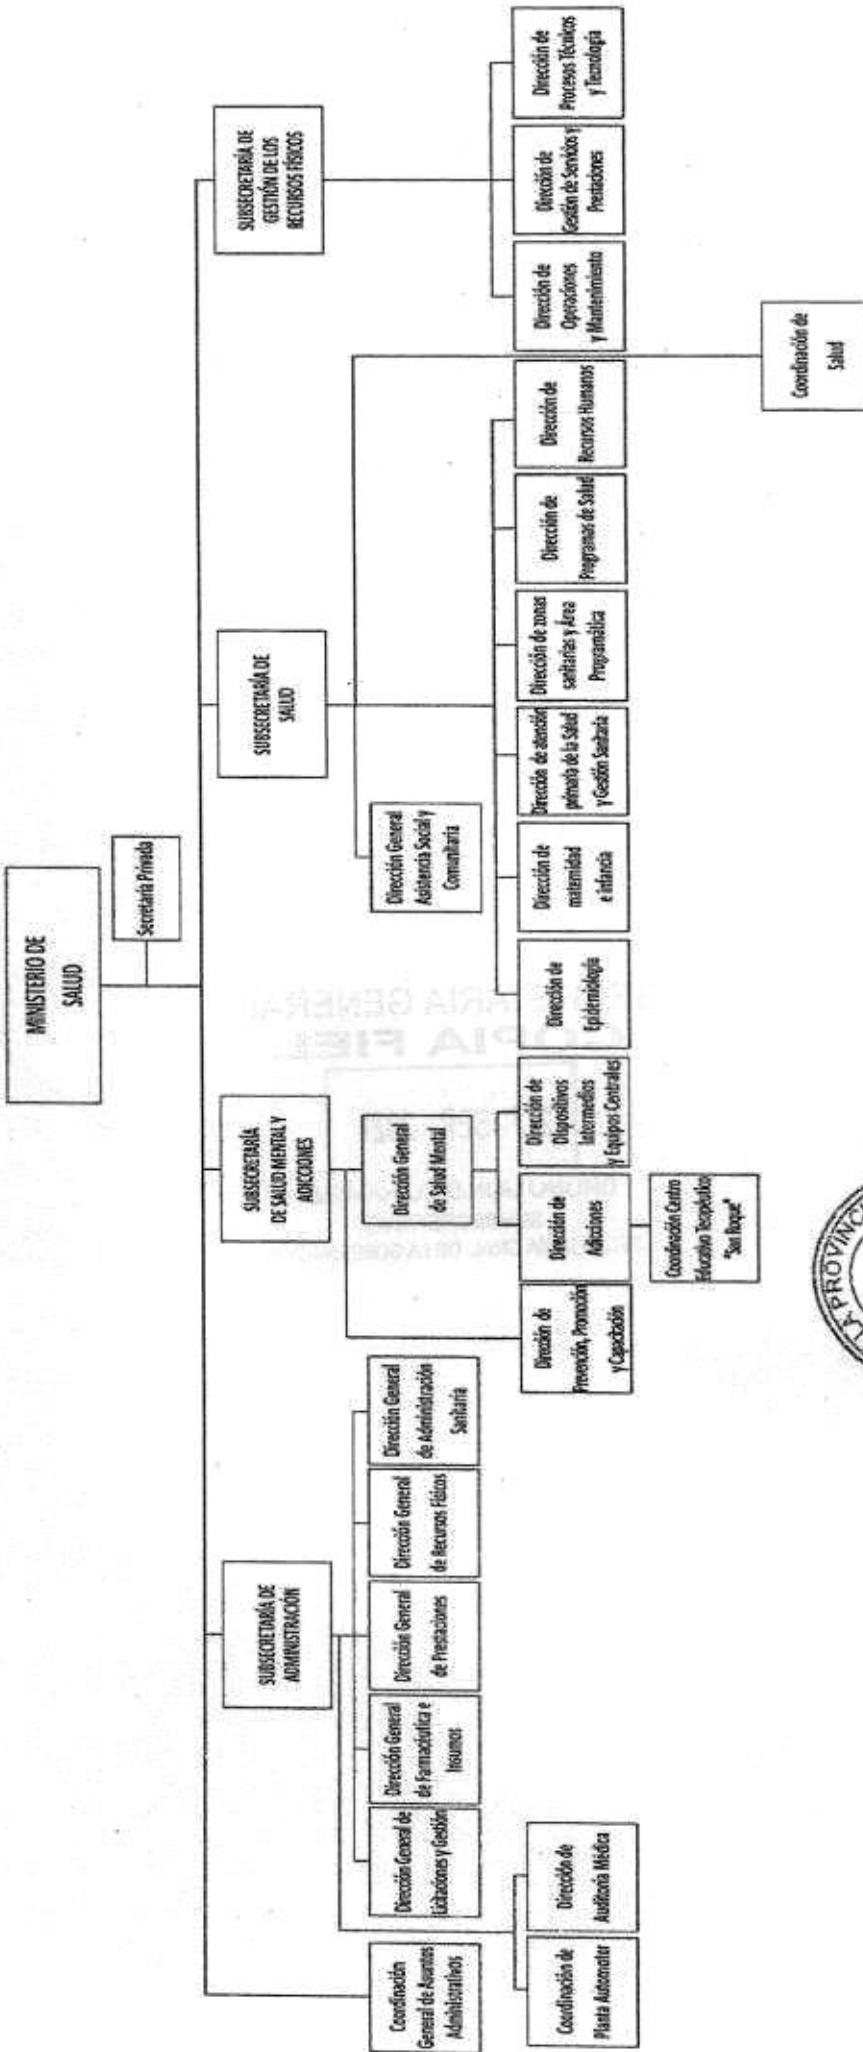 MINISTERIO DE
SALUD
Secretaría Privada
Coordinación
General de Asuntos
Administrativos
SUBSECRETARÍA DE
ADMINISTRACIÓN
SUBSECRETARÍA
DE SALUD MENTAL Y
ADICCIONES
SUBSECRETARÍA DE
SALUD
SUBSECRETARÍA DE
GESTIÓN DE LOS
RECURSOS FÍSICOS
Dirección General de
Licitaciones y Gestión
Dirección General
de Farmacéutica e
Insumos
Dirección General
de Prestaciones
Dirección General
de Recursos Físicos
Dirección General
de Administración
Sanitaria
Dirección General
de Salud Mental
Dirección General
Asistencia Social y
Comunitaria
Coordinación de
Planta Automotor
Dirección de
Auditoría Médica
Dirección de
Prevención, Promoción
y Capacitación
Dirección de
Adicciones
Dirección de
Dispositivos
Intermedios
y Equipos Centrales
Dirección de
Epidemiología
Dirección de
maternidad
e infancia
Dirección de atención
primaria de la Salud
y Gestión Sanitaria
Dirección de zonas
sanitarias y Área
Programática
Dirección de
Programas de Salud
Dirección de
Recursos Humanos
Dirección de
Operaciones
y Mantenimiento
Dirección de
Gestión de Servicios y
Prestaciones
Dirección de
Procesos Técnicos
y Tecnología
Coordinación Centro
Educativo Terapéutico
"San Roque"
Coordinación de
Salud
LA PROVINC